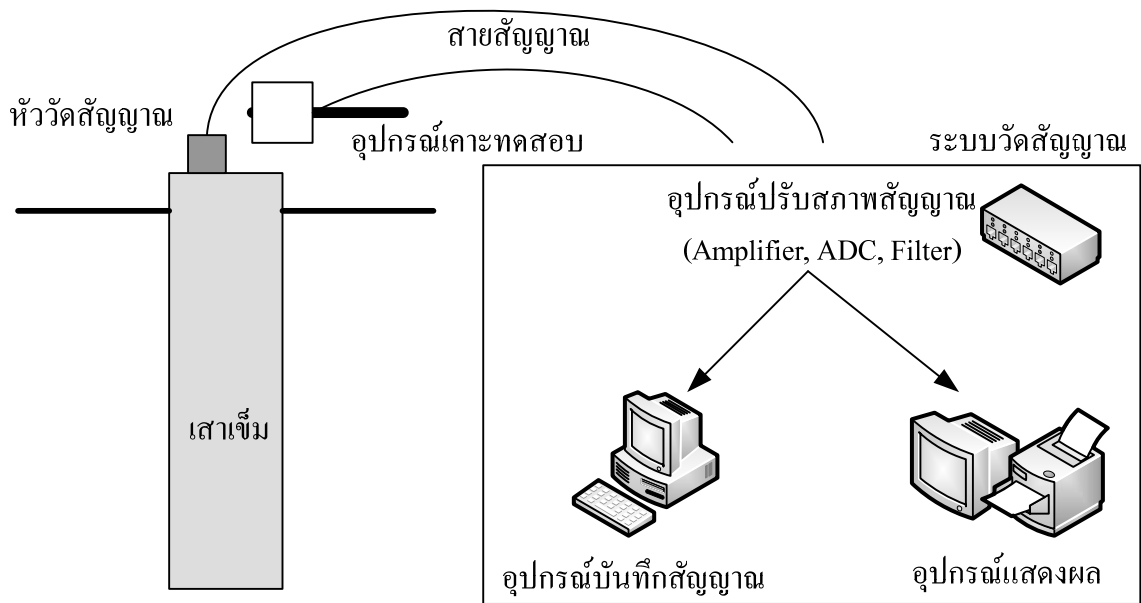 สายสัญญาณ
หัววัดสัญญาณ
อุปกรณ์เคาะทดสอบ
ระบบวัดสัญญาณ
อุปกรณ์ปรับสภาพสัญญาณ
(Amplifier, ADC, Filter)
เสาเข็ม
อุปกรณ์บันทึกสัญญาณ
อุปกรณ์แสดงผล